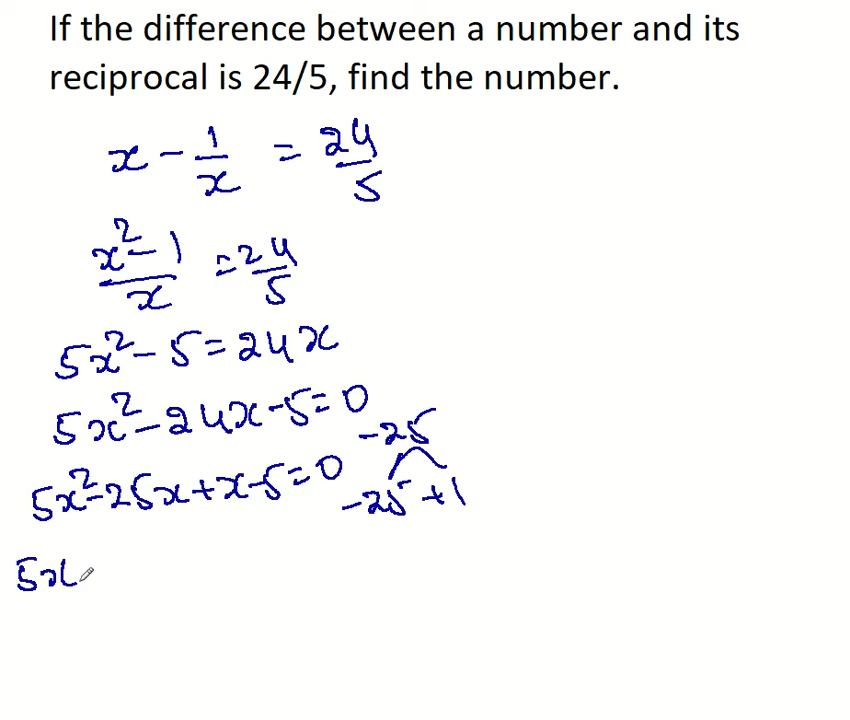 If the difference between a number and its
reciprocal is 24/5, find the number.
x - 1/x = 24/5
x² - 1/x = 24/5
5x² - 5 = 24x
5x² - 24x - 5 = 0
-25
5x² - 25x + x - 5 = 0
-25 + 1
5x